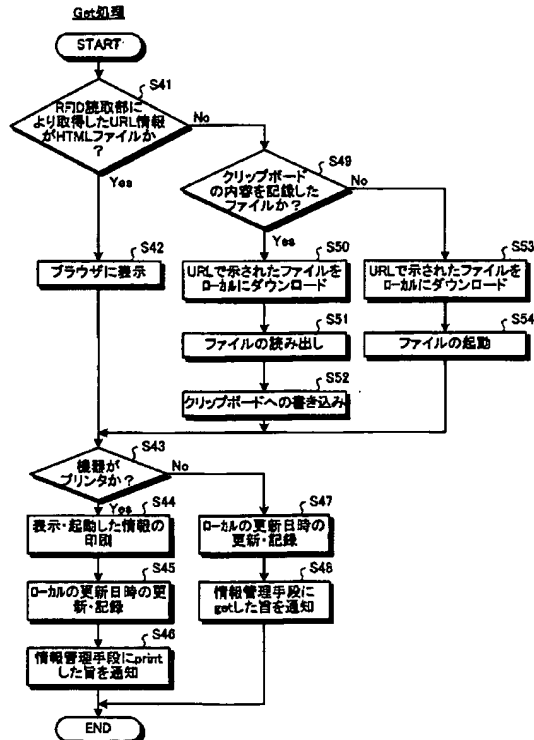 Get処理
START
S41
RFID読取部に
より取得したURL情報
がHTMLファイルか
?
No
Yes
S49
クリップボード
の内容を記録した
ファイルか?
No
Yes
S42
ブラウザに表示
S50
URLで示されたファイルを
ローカルにダウンロード
S53
URLで示されたファイルを
ローカルにダウンロード
S51
ファイルの読み出し
S54
ファイルの起動
S52
クリップボードへの書き込み
S43
機器が
プリンタか?
No
Yes
S44
表示・起動した情報の
印刷
S47
ローカルの更新日時の
更新・記録
S45
ローカルの更新日時の更
新・記録
S48
情報管理手段に
getした旨を通知
S46
情報管理手段にprint
した旨を通知
END